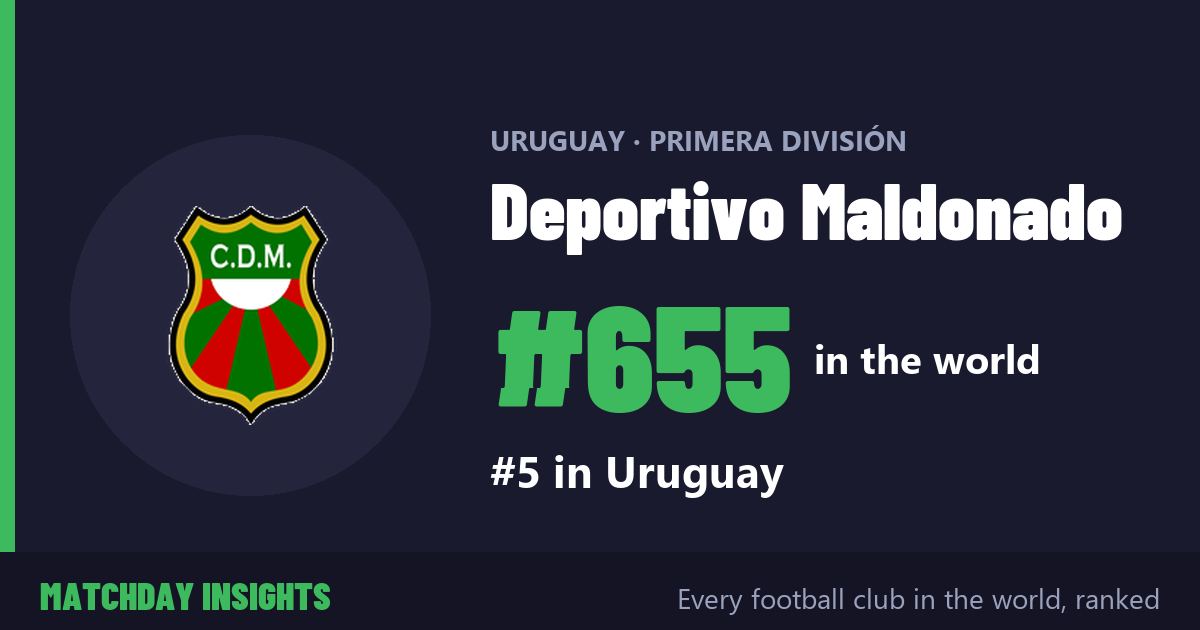 C.D.M.
URUGUAY · PRIMERA DIVISIÓN
Deportivo Maldonado
#655 in the world
#5 in Uruguay
MATCHDAY INSIGHTS
Every football club in the world, ranked